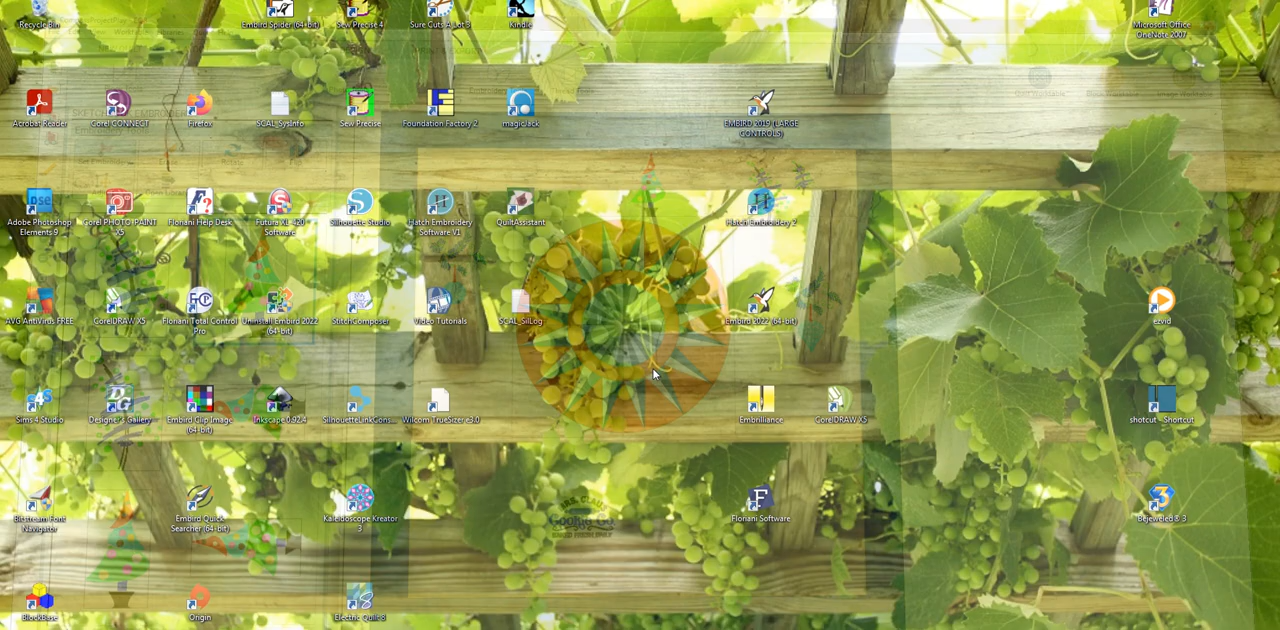 Recycle Bin
Embird Spider (64-bit)
Sew Precise 4
Sure Cuts A Lot 3
Kindle
Microsoft Office
OneNote 2007
Acrobat Reader
Corel CONNECT
Firefox
SCAL_SysInfo
Sew Precise
Foundation Factory 2
magicJack
EMBIRD 2019 (LARGE
CONTROLS)
Adobe Photoshop
Elements 9
Corel PHOTO-PAINT
X5
Floriani Help Desk
Futura XL-420
Software
Silhouette Studio
Hatch Embroidery
Software V1
QuiltAssistant
Hatch Embroidery 2
AVG AntiVirus FREE
CorelDRAW X5
Floriani Total Control
Pro
Uninstall Embird 2022
(64-bit)
StitchComposer
Video Tutorials
SCAL_SilLog
Embird 2022 (64-bit)
ezvid
Sims 4 Studio
Designer's Gallery
Embird Clip Image
(64-bit)
Inkscape 0.92.4
SilhouetteLinkCons...
Wilcom TrueSizer e3.0
Embrilliance
CorelDRAW X5
shotcut - Shortcut
Bitstream Font
Navigator
Embird Quick
Searcher (64-bit)
Kaleidoscope Kreator
3
Floriani Software
Bejeweled® 3
BlockBase
Origin
Electric Quilt 8
MRS. CLAUS
Cookie Co.